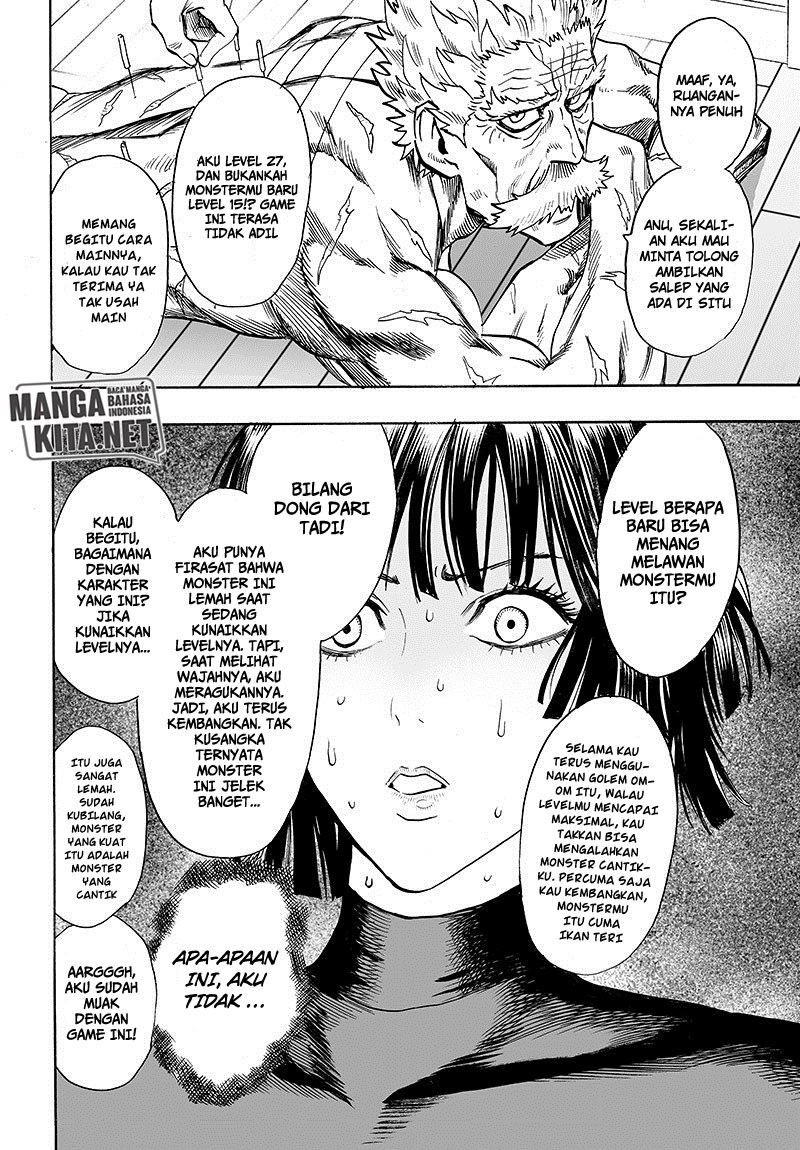 MAAF, YA,
RUANGAN-
NYA PENUH
ANU, SEKALI-
AN AKU MAU
MINTA TOLONG
AMBILKAN
SALEP YANG
ADA DI SITU
AKU LEVEL 27,
DAN BUKANKAH
MONSTERMU BARU
LEVEL 15!? GAME
INI TERASA
TIDAK ADIL
MEMANG
BEGITU CARA
MAINNYA,
KALAU KAU TAK
TERIMA YA
TAK USAH
MAIN
MANGA
KITA.NET
BACA MANGA
BAHASA
INDONESIA
LEVEL BERAPA
BARU BISA
MENANG
MELAWAN
MONSTERMU
ITU?
SELAMA KAU
TERUS MENGGU-
NAKAN GOLEM OM-
OM ITU, WALAU
LEVELMU MENCAPAI
MAKSIMAL, KAU
TAKKAN BISA
MENGALAHKAN
MONSTER CANTIK-
KU. PERCUMA SAJA
KAU KEMBANGKAN,
MONSTERMU
ITU CUMA
IKAN TERI
BILANG
DONG DARI
TADI!
AKU PUNYA
FIRASAT BAHWA
MONSTER INI
LEMAH SAAT
SEDANG
KUNAIKKAN
LEVELNYA. TAPI,
SAAT MELIHAT
WAJAHNYA, AKU
MERAGUKANNYA.
JADI, AKU TERUS
KEMBANGKAN. TAK
KUSANGKA
TERNYATA
MONSTER
INI JELEK
BANGET...
KALAU
BEGITU,
BAGAIMANA
DENGAN
KARAKTER
YANG INI?
JIKA
KUNAIKKAN
LEVELNYA...
ITU JUGA
SANGAT
LEMAH.
SUDAH
KUBILANG,
MONSTER
YANG KUAT
ITU ADALAH
MONSTER
YANG
CANTIK
APA-APAAN
INI, AKU
TIDAK ...
AARGGGH,
AKU SUDAH
MUAK
DENGAN
GAME INI!